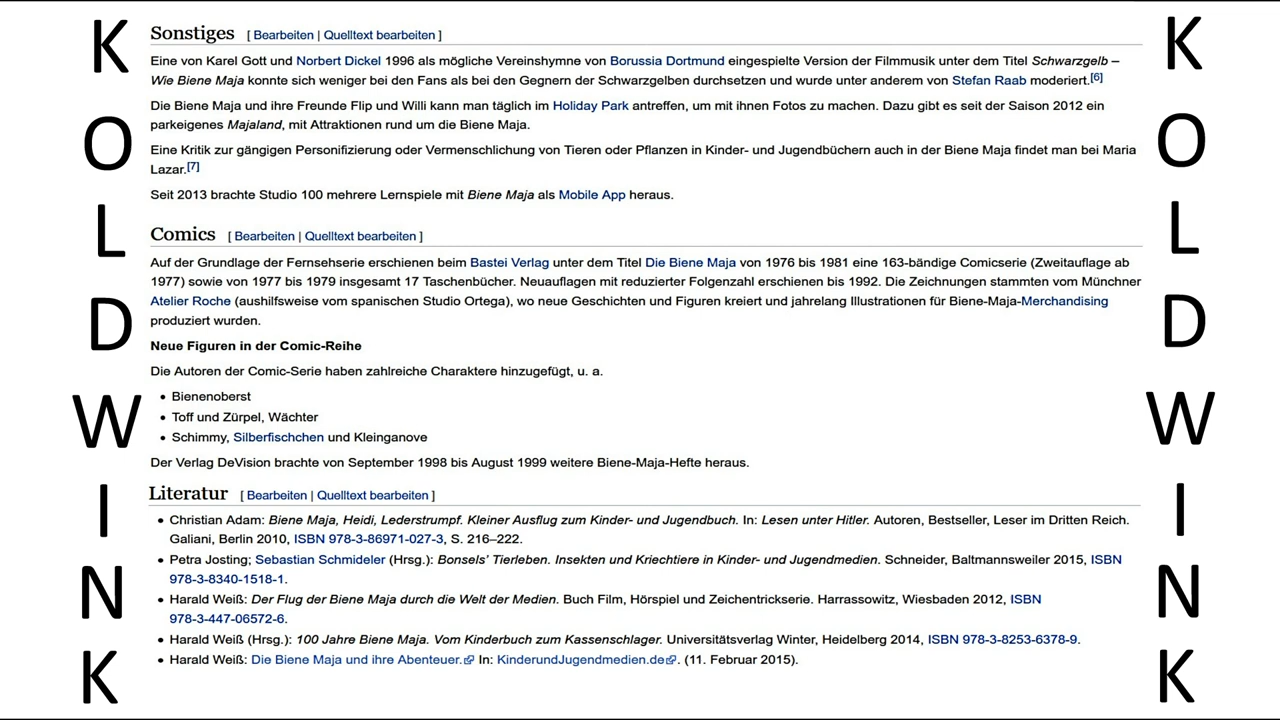 KOLDWINK
Sonstiges [ Bearbeiten | Quelltext bearbeiten ]
Eine von Karel Gott und Norbert Dickel 1996 als mögliche Vereinshymne von Borussia Dortmund eingespielte Version der Filmmusik unter dem Titel Schwarzgelb –
Wie Biene Maja konnte sich weniger bei den Fans als bei den Gegnern der Schwarzgelben durchsetzen und wurde unter anderem von Stefan Raab moderiert.[6]
Die Biene Maja und ihre Freunde Flip und Willi kann man täglich im Holiday Park antreffen, um mit ihnen Fotos zu machen. Dazu gibt es seit der Saison 2012 ein
parkeigenes Majaland, mit Attraktionen rund um die Biene Maja.
Eine Kritik zur gängigen Personifizierung oder Vermenschlichung von Tieren oder Pflanzen in Kinder- und Jugendbüchern auch in der Biene Maja findet man bei Maria
Lazar.[7]
Seit 2013 brachte Studio 100 mehrere Lernspiele mit Biene Maja als Mobile App heraus.
Comics [ Bearbeiten | Quelltext bearbeiten ]
Auf der Grundlage der Fernsehserie erschienen beim Bastei Verlag unter dem Titel Die Biene Maja von 1976 bis 1981 eine 163-bändige Comicserie (Zweitauflage ab
1977) sowie von 1977 bis 1979 insgesamt 17 Taschenbücher. Neuauflagen mit reduzierter Folgenzahl erschienen bis 1992. Die Zeichnungen stammten vom Münchner
Atelier Roche (aushilfsweise vom spanischen Studio Ortega), wo neue Geschichten und Figuren kreiert und jahrelang Illustrationen für Biene-Maja-Merchandising
produziert wurden.
Neue Figuren in der Comic-Reihe
Die Autoren der Comic-Serie haben zahlreiche Charaktere hinzugefügt, u. a.
• Bienenoberst
• Toff und Zürpel, Wächter
• Schimmy, Silberfischchen und Kleinganove
Der Verlag DeVision brachte von September 1998 bis August 1999 weitere Biene-Maja-Hefte heraus.
Literatur [ Bearbeiten | Quelltext bearbeiten ]
• Christian Adam: Biene Maja, Heidi, Lederstrumpf. Kleiner Ausflug zum Kinder- und Jugendbuch. In: Lesen unter Hitler. Autoren, Bestseller, Leser im Dritten Reich.
Galiani, Berlin 2010, ISBN 978-3-86971-027-3, S. 216–222.
• Petra Josting; Sebastian Schmideler (Hrsg.): Bonsels' Tierleben. Insekten und Kriechtiere in Kinder- und Jugendmedien. Schneider, Baltmannsweiler 2015, ISBN
978-3-8340-1518-1.
• Harald Weiß: Der Flug der Biene Maja durch die Welt der Medien. Buch Film, Hörspiel und Zeichentrickserie. Harrassowitz, Wiesbaden 2012, ISBN
978-3-447-06572-6.
• Harald Weiß (Hrsg.): 100 Jahre Biene Maja. Vom Kinderbuch zum Kassenschlager. Universitätsverlag Winter, Heidelberg 2014, ISBN 978-3-8253-6378-9.
• Harald Weiß: Die Biene Maja und ihre Abenteuer. In: KinderundJugendmedien.de. (11. Februar 2015).
KOLDWINK